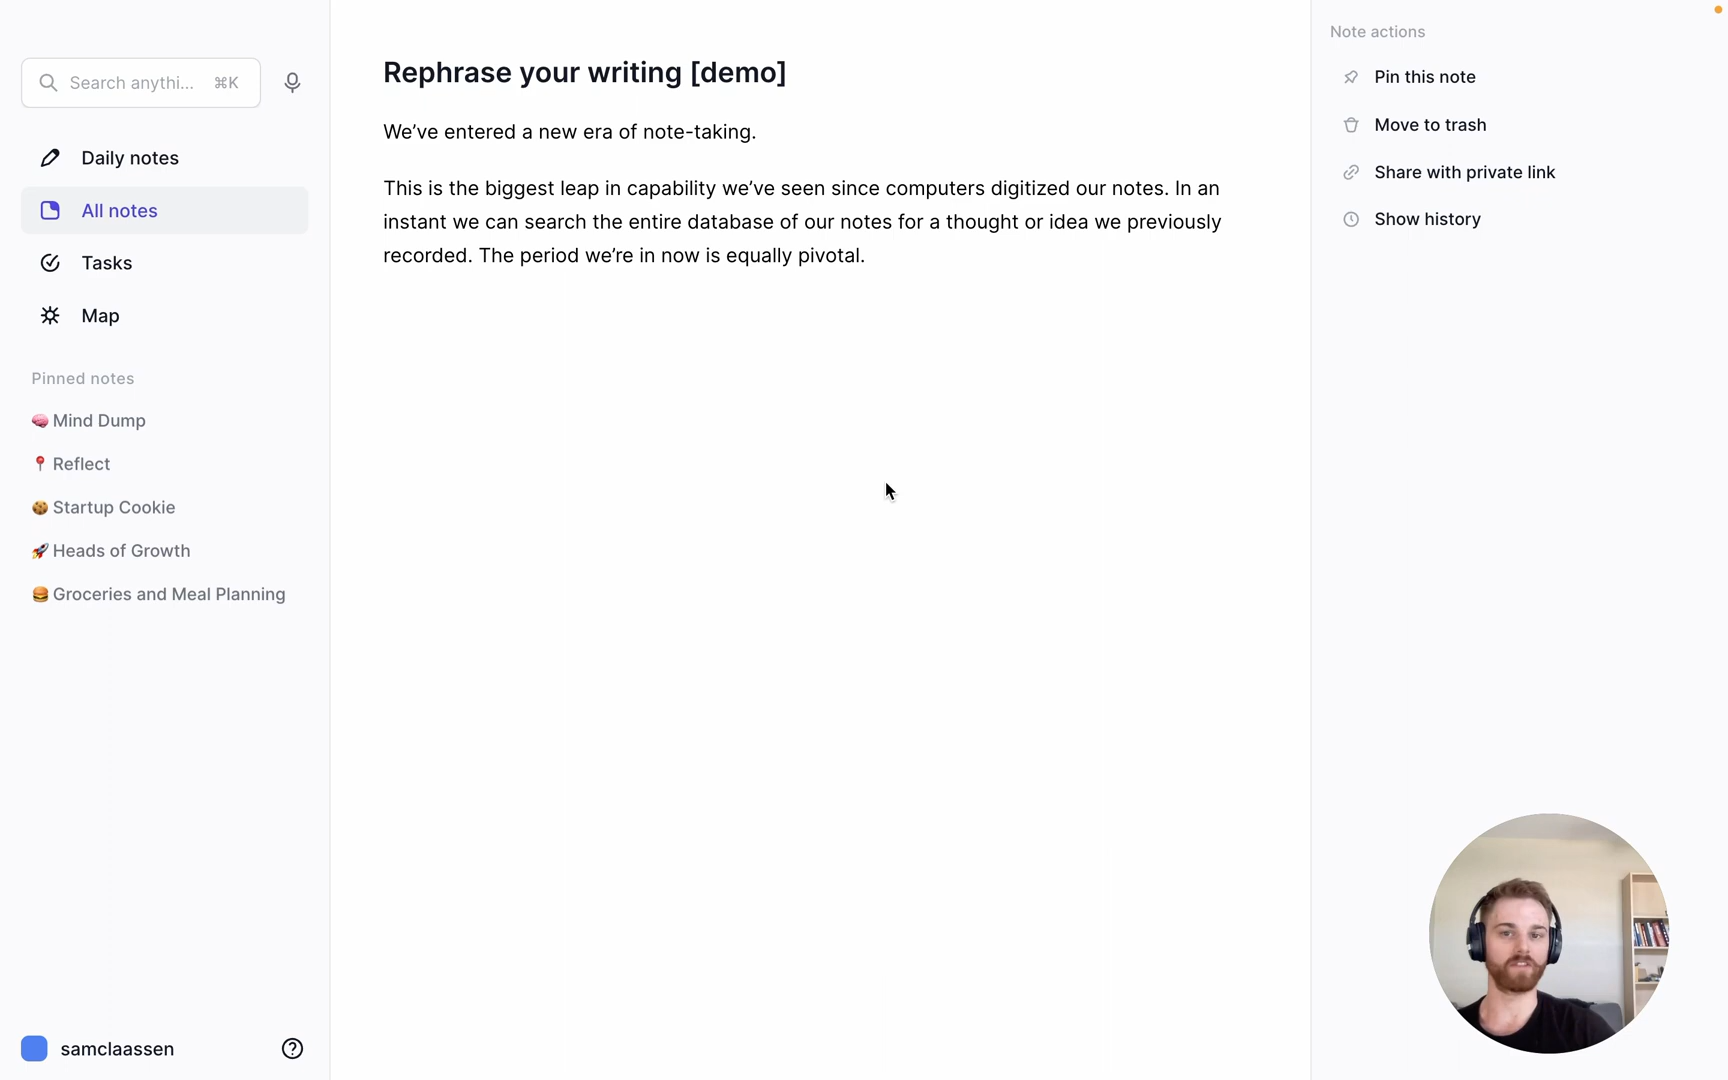 Search anythi... ⌘K
Daily notes
All notes
Tasks
Map
Pinned notes
🧠 Mind Dump
📍 Reflect
🍪 Startup Cookie
🚀 Heads of Growth
🍔 Groceries and Meal Planning
samclaassen
Rephrase your writing [demo]
We’ve entered a new era of note-taking.
This is the biggest leap in capability we’ve seen since computers digitized our notes. In an
instant we can search the entire database of our notes for a thought or idea we previously
recorded. The period we’re in now is equally pivotal.
Note actions
Pin this note
Move to trash
Share with private link
Show history